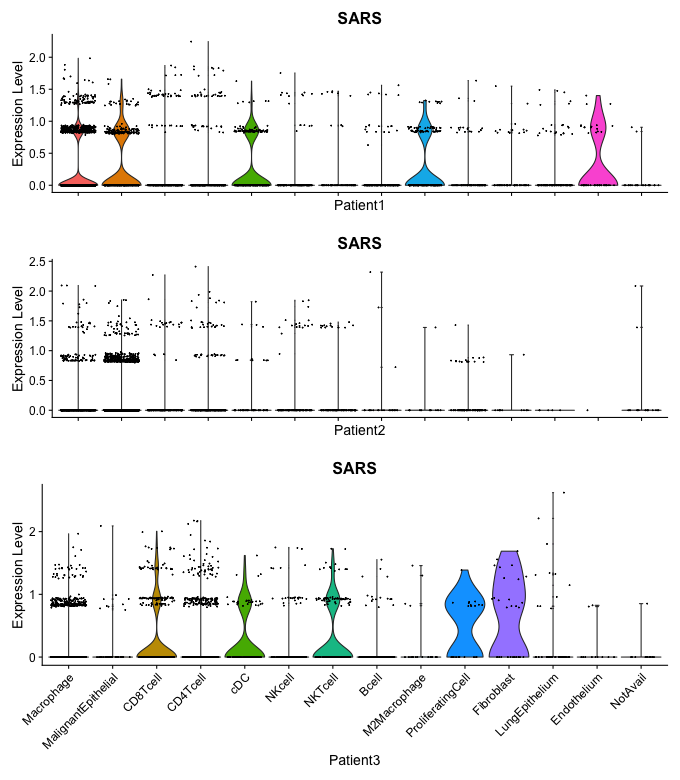 SARS
Expression Level
2.0
1.5
1.0
0.5
0.0
Patient1
SARS
Expression Level
2.5
2.0
1.5
1.0
0.5
0.0
Patient2
SARS
Expression Level
2
1
0
Macrophage
MalignantEpithelial
CD8Tcell
CD4Tcell
cDC
NKcell
NKTcell
Bcell
M2Macrophage
ProliferatingCell
Fibroblast
LungEpithelium
Endothelium
NotAvail
Patient3